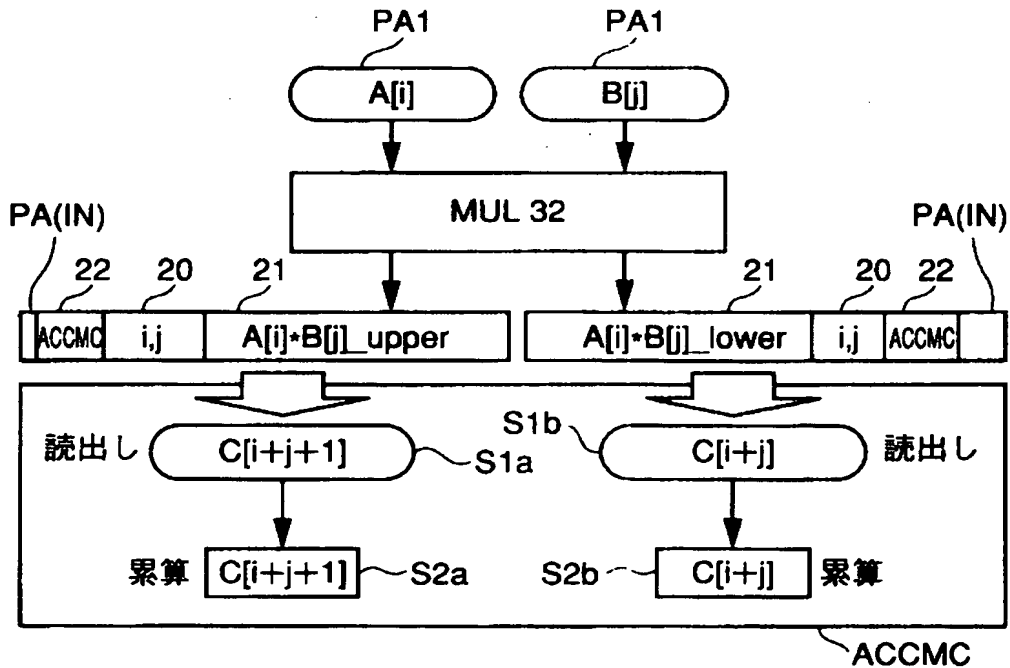 PA1 PA1
A[i] B[j]
MUL 32
PA(IN) PA(IN)
22 20 21 21 20 22
ACCMC i,j A[i]*B[j]_upper A[i]*B[j]_lower i,j ACCMC
読出し C[i+j+1] S1a S1b C[i+j] 読出し
累算 C[i+j+1] S2a S2b C[i+j] 累算
ACCMC